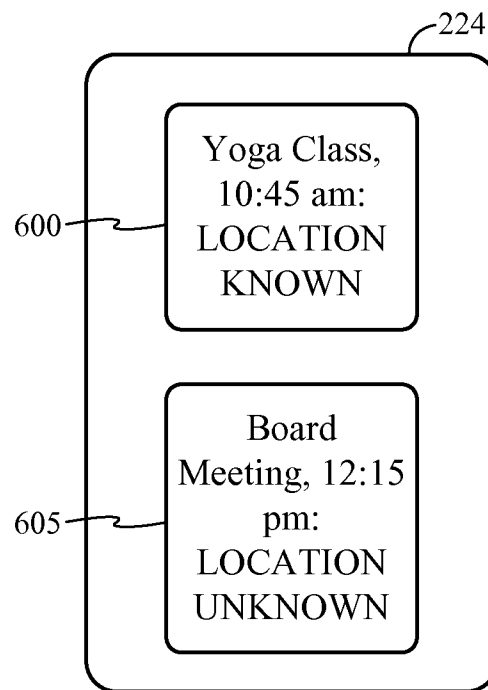 224
Yoga Class,
10:45 am:
LOCATION
KNOWN
600
Board
Meeting, 12:15
pm:
LOCATION
UNKNOWN
605